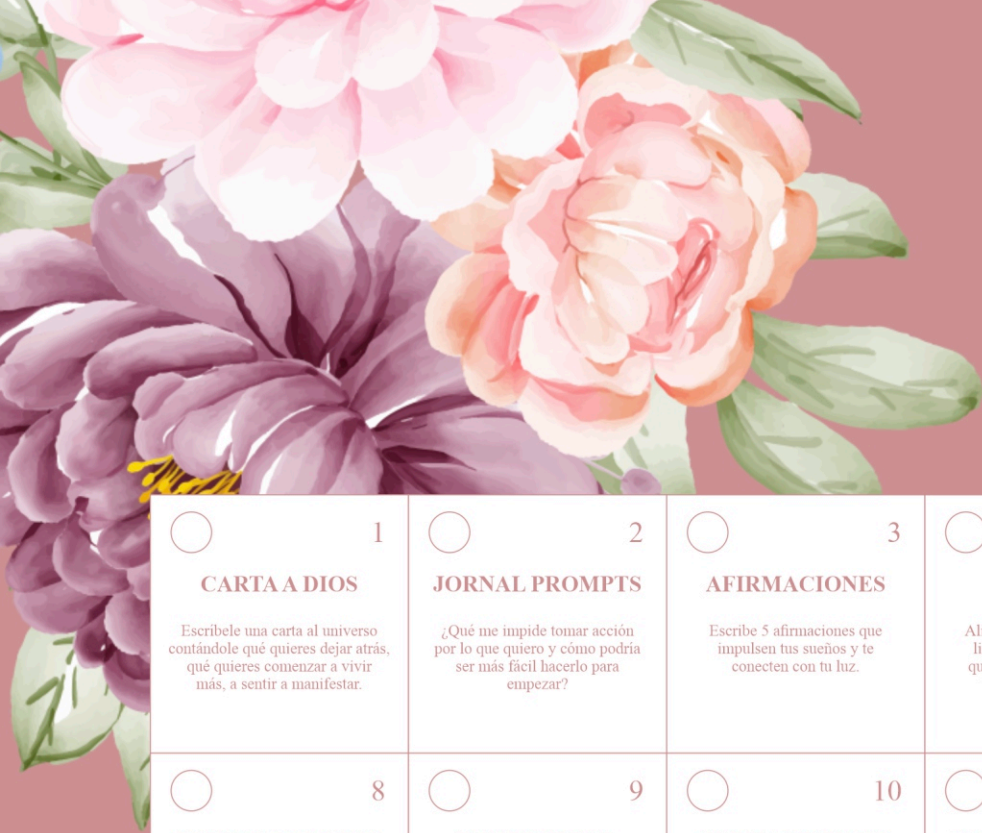 1
CARTA A DIOS
Escribele una carta al universo
contándole qué quieres dejar atrás,
qué quieres comenzar a vivir
más, a sentir a manifestar.
2
JORNAL PROMPTS
¿Qué me impide tomar acción
por lo que quiero y cómo podría
ser más fácil hacerlo para
empezar?
3
AFIRMACIONES
Escribe 5 afirmaciones que
impulsen tus sueños y te
conecten con tu luz.
8
9
10